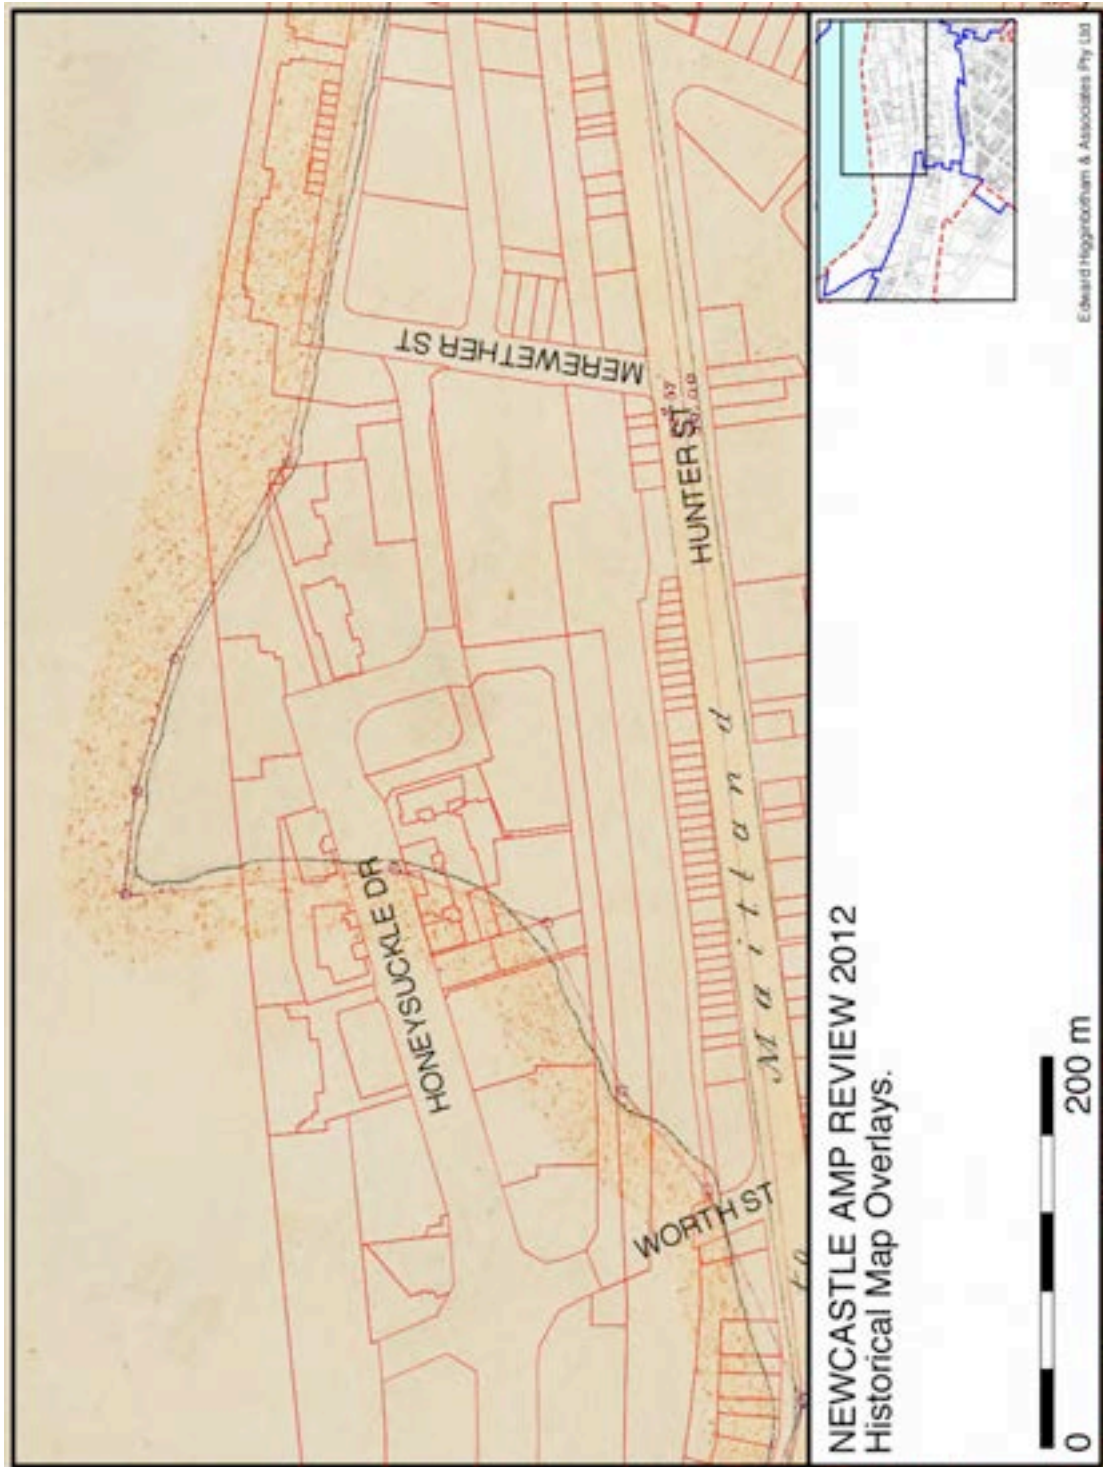 MEREWETHER ST
HUNTER ST
HONEYSUCKLE DR
WORTH ST
to Maitland
NEWCASTLE AMP REVIEW 2012
Historical Map Overlays.
0 200 m
Edward Higginbotham & Associates Pty Ltd